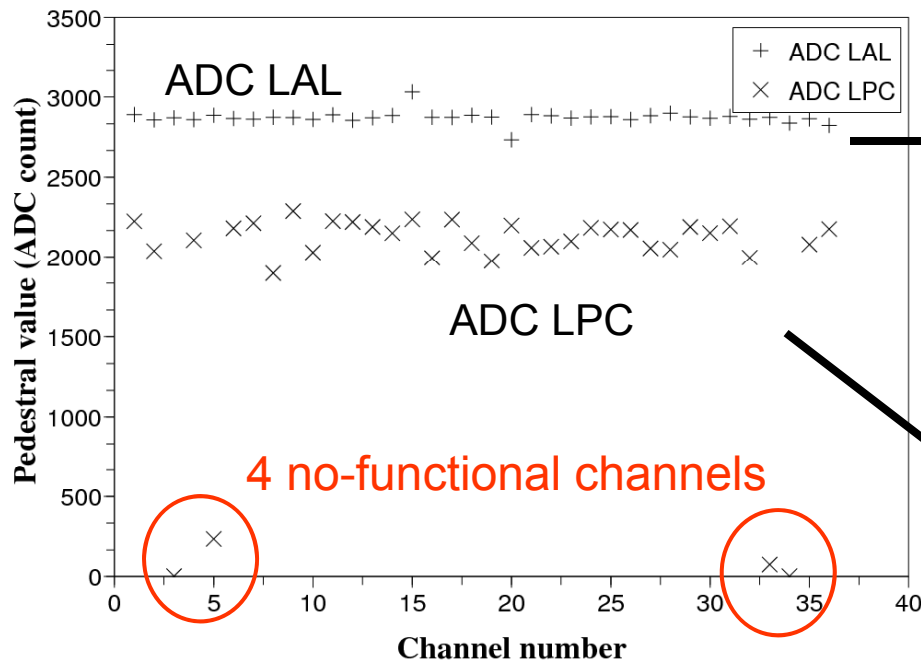 3500
3000
2500
2000
1500
1000
500
0
Pedestral value (ADC count)
ADC LAL
ADC LAL
ADC LPC
ADC LPC
4 no-functional channels
0 5 10 15 20 25 30 35 40
Channel number